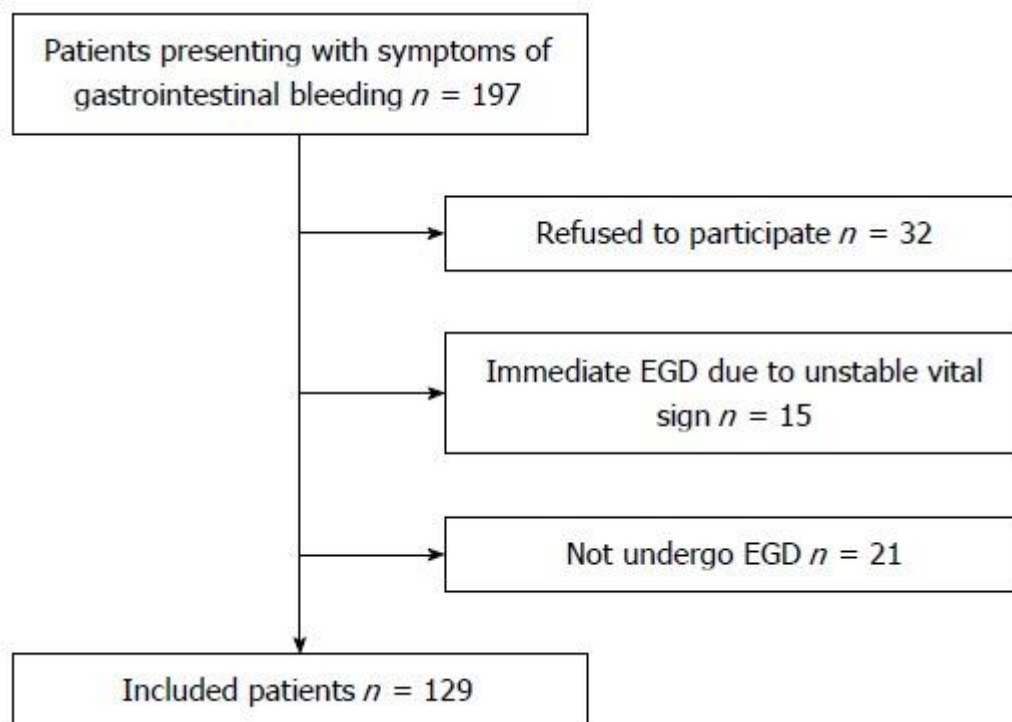 Patients presenting with symptoms of
gastrointestinal bleeding n = 197
Refused to participate n = 32
Immediate EGD due to unstable vital
sign n = 15
Not undergo EGD n = 21
Included patients n = 129